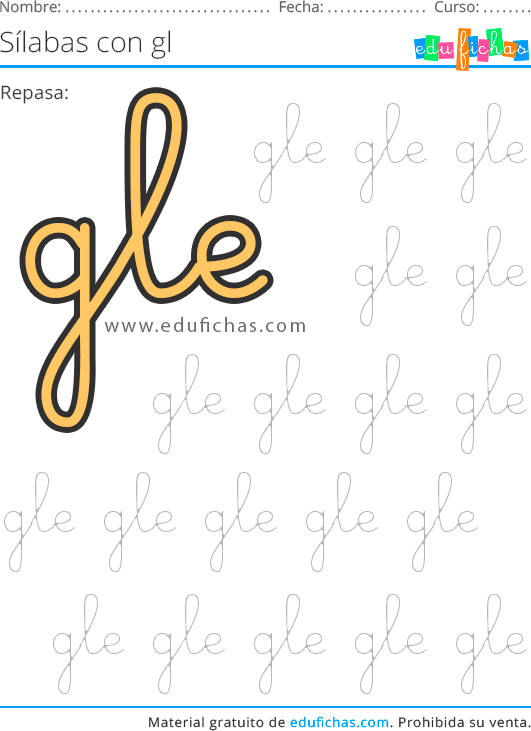 Nombre: ................................ Fecha: ................ Curso: ........
Sílabas con gl
edufichas
Repasa:
gle
gle gle gle
gle gle
www.edufichas.com
gle gle gle gle
gle gle gle gle gle
gle gle gle gle gle
Material gratuito de edufichas.com. Prohibida su venta.